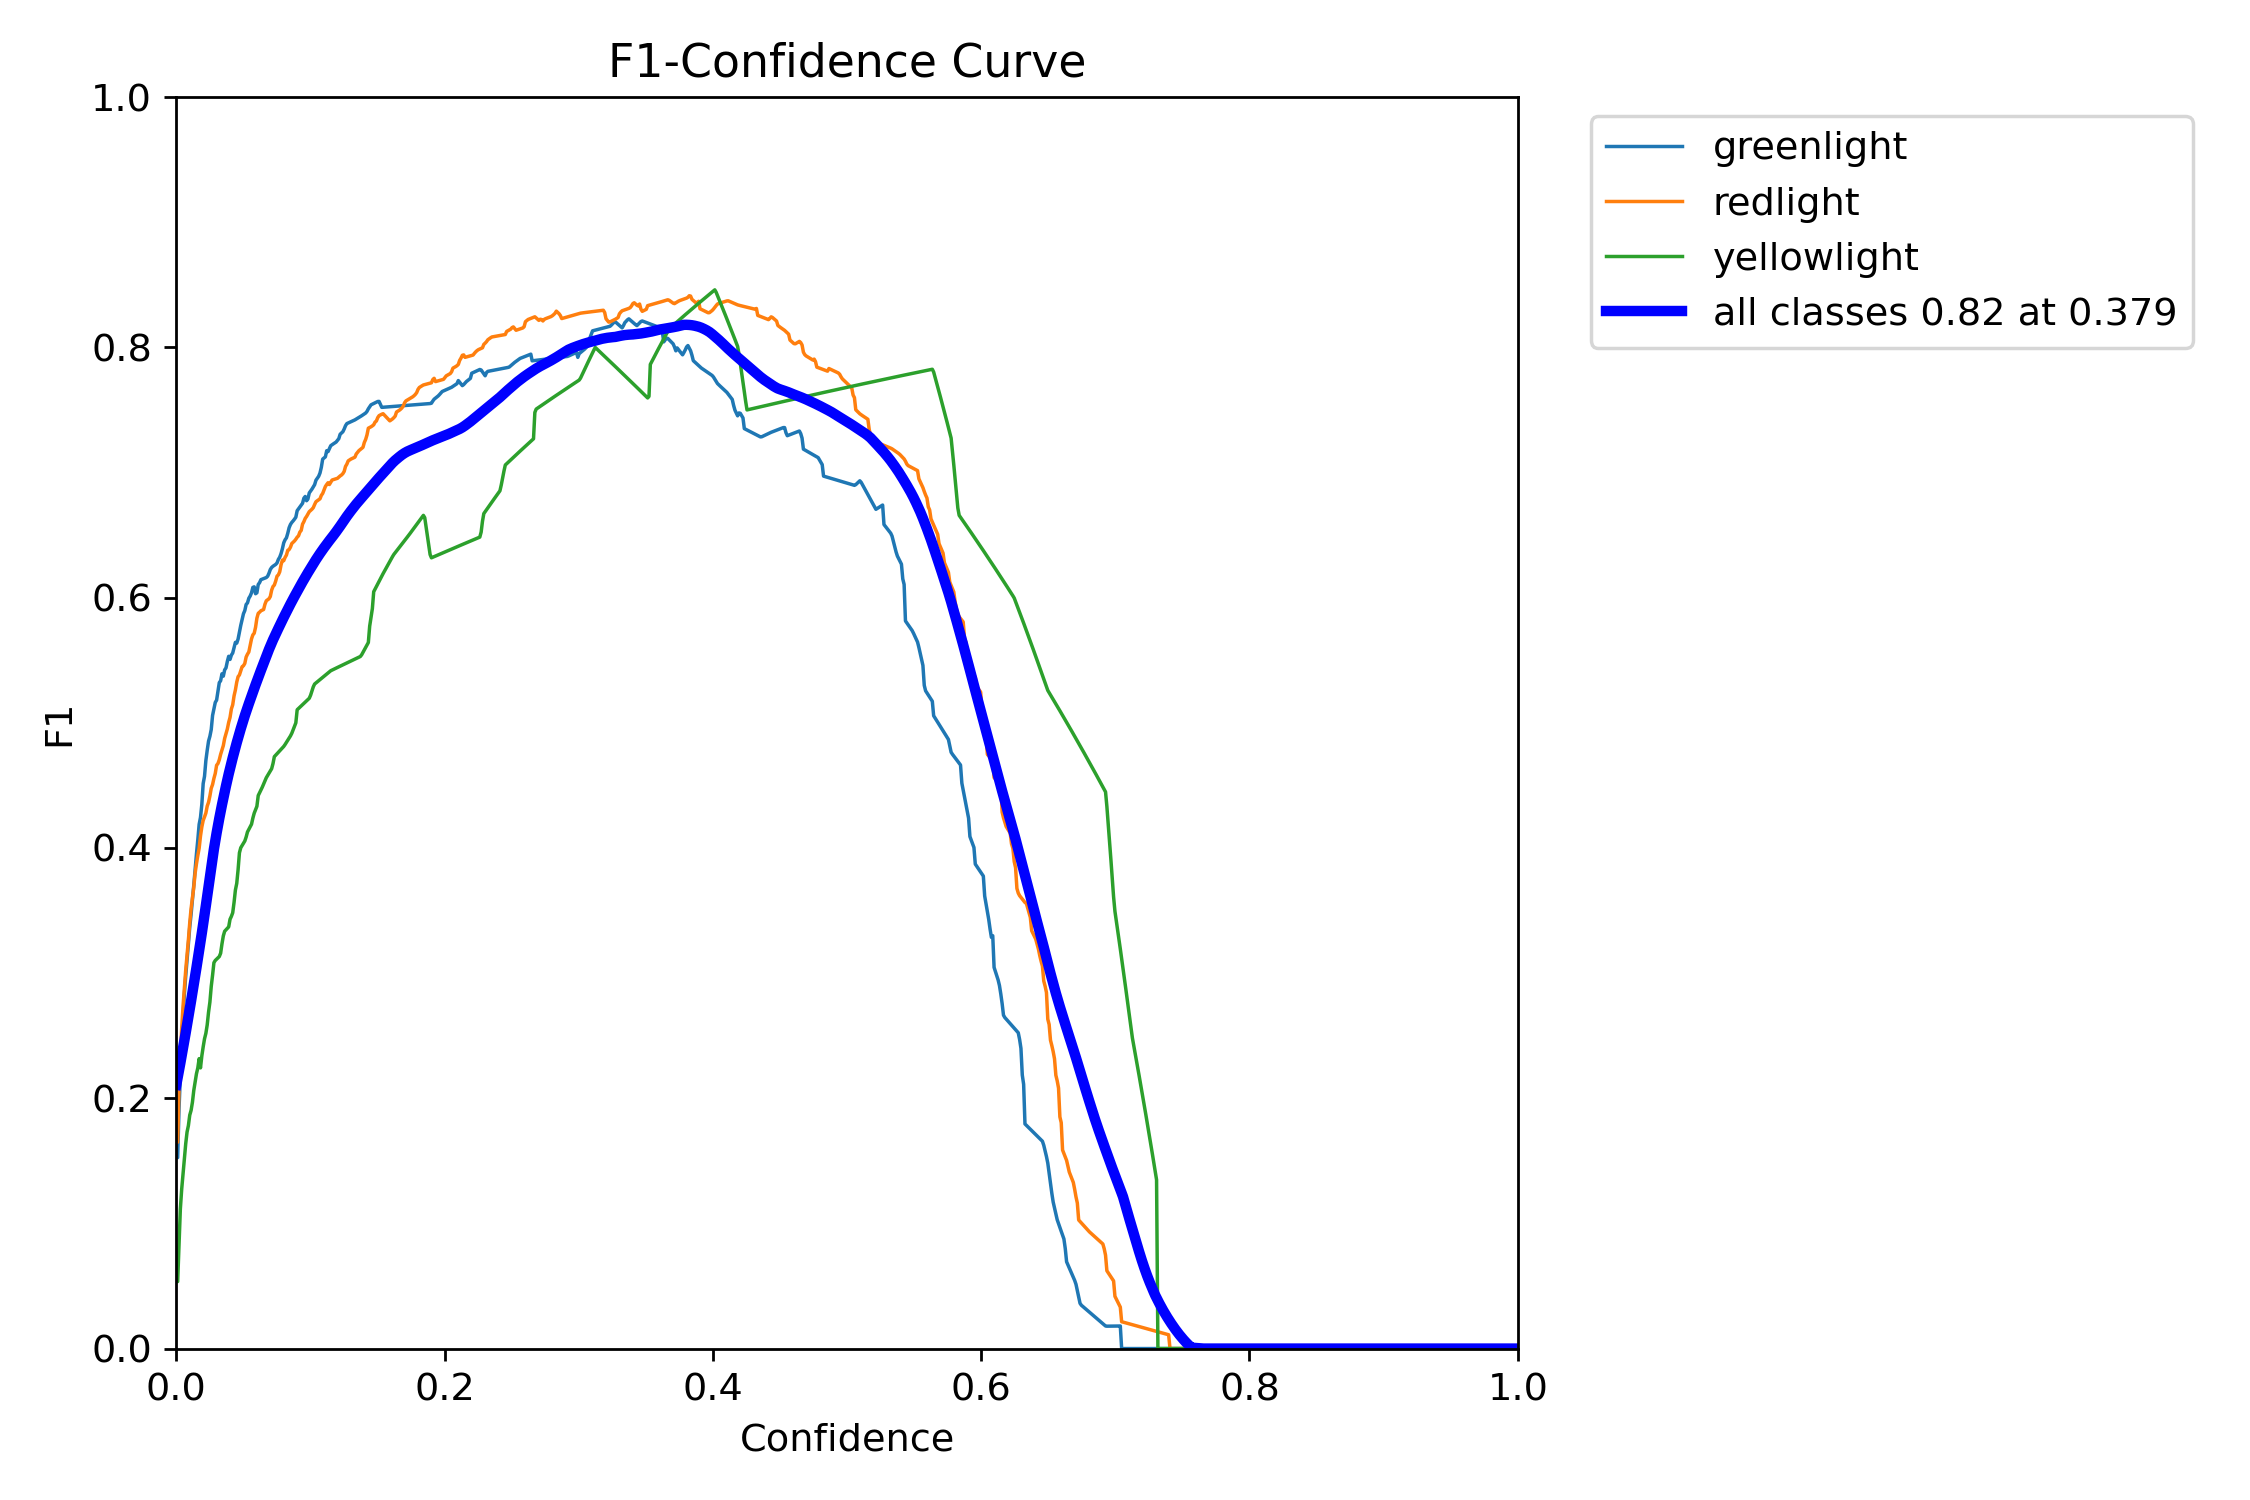 F1-Confidence Curve
1.0
0.8
0.6
0.4
0.2
0.0
F1
0.0 0.2 0.4 0.6 0.8 1.0
Confidence
greenlight
redlight
yellowlight
all classes 0.82 at 0.379